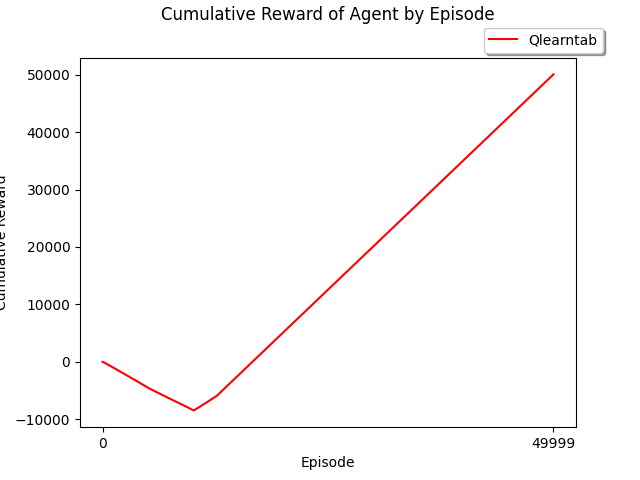 Cumulative Reward of Agent by Episode
Qlearntab
50000
40000
30000
20000
10000
0
−10000
Cumulative Reward
0 49999
Episode